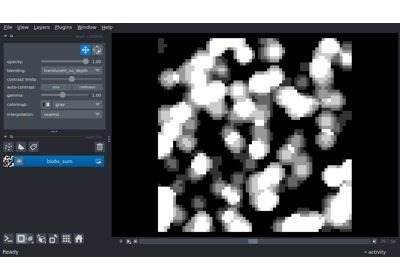 File View Layers Plugins Window Help
opacity: 1.00
blending: translucent_no_depth
contrast limits:
auto-contrast: once continuous
gamma: 1.00
colormap: gray
interpolation: nearest
blobs_sum
Ready
activity